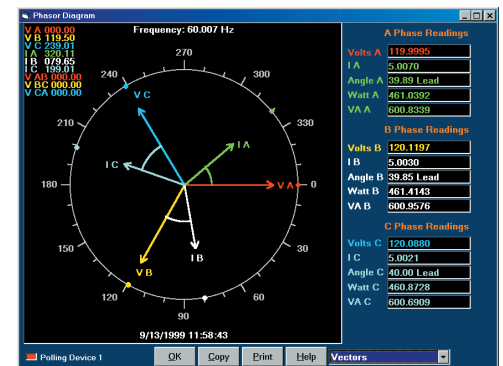 Phasor Diagram
V A 000.00
V B 119.50
V C 239.01
I A 320.11
I B 079.65
I C 199.01
V AB 000.00
V BC 000.00
V CA 000.00
Frequency: 60.007 Hz
270
240
300
210
330
180
0
150
30
120
60
90
V C
I A
I C
V A
I B
V B
9/13/1999 11:58:43
A Phase Readings
Volts A 119.9995
I A 5.0070
Angle A 39.89 Lead
Watt A 461.0392
VA A 600.8339
B Phase Readings
Volts B 120.1197
I B 5.0030
Angle B 39.85 Lead
Watt B 461.4143
VA B 600.9576
C Phase Readings
Volts C 120.0880
I C 5.0021
Angle C 40.00 Lead
Watt C 460.8728
VA C 600.6909
Polling Device 1
OK
Copy
Print
Help
Vectors